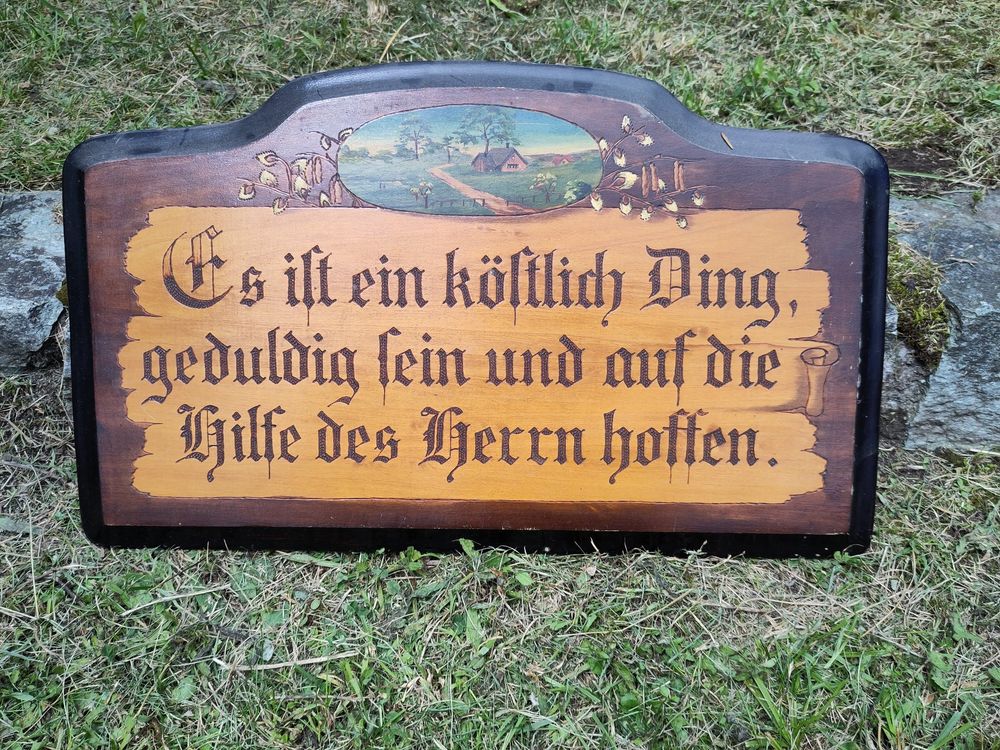 Es ist ein köstlich Ding,
geduldig sein und auf die
Hilfe des Herrn hoffen.